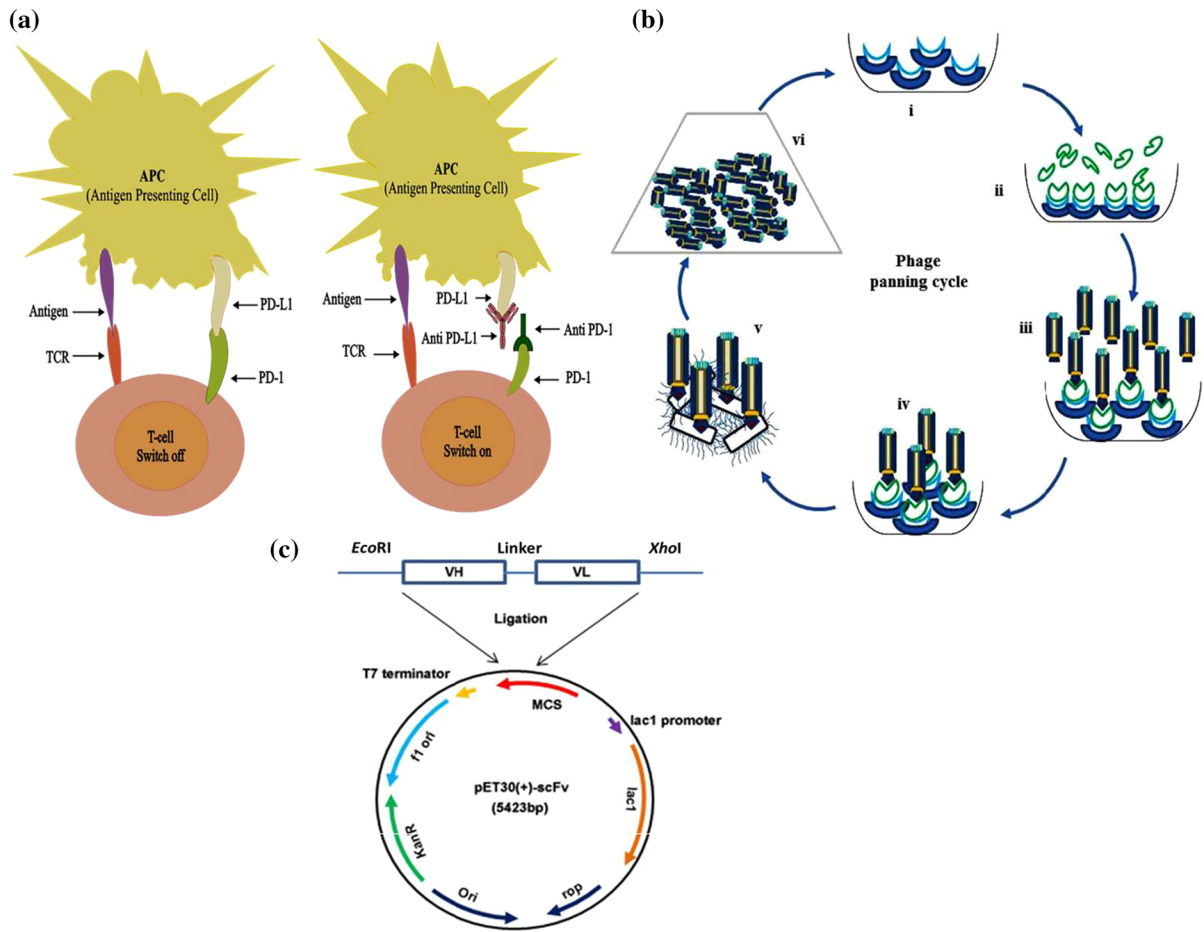 (a)
APC
(Antigen Presenting Cell)
Antigen
TCR
PD-L1
PD-1
T-cell
Switch off
APC
(Antigen Presenting Cell)
Antigen
TCR
PD-L1
Anti PD-L1
Anti PD-1
PD-1
T-cell
Switch on
(b)
i
ii
iii
iv
v
vi
Phage
panning cycle
(c)
EcoRI
Linker
XhoI
VH
VL
Ligation
T7 terminator
MCS
lac1 promoter
f1 ori
lac1
pET30(+)-scFv
(5423bp)
KanR
Ori
rop